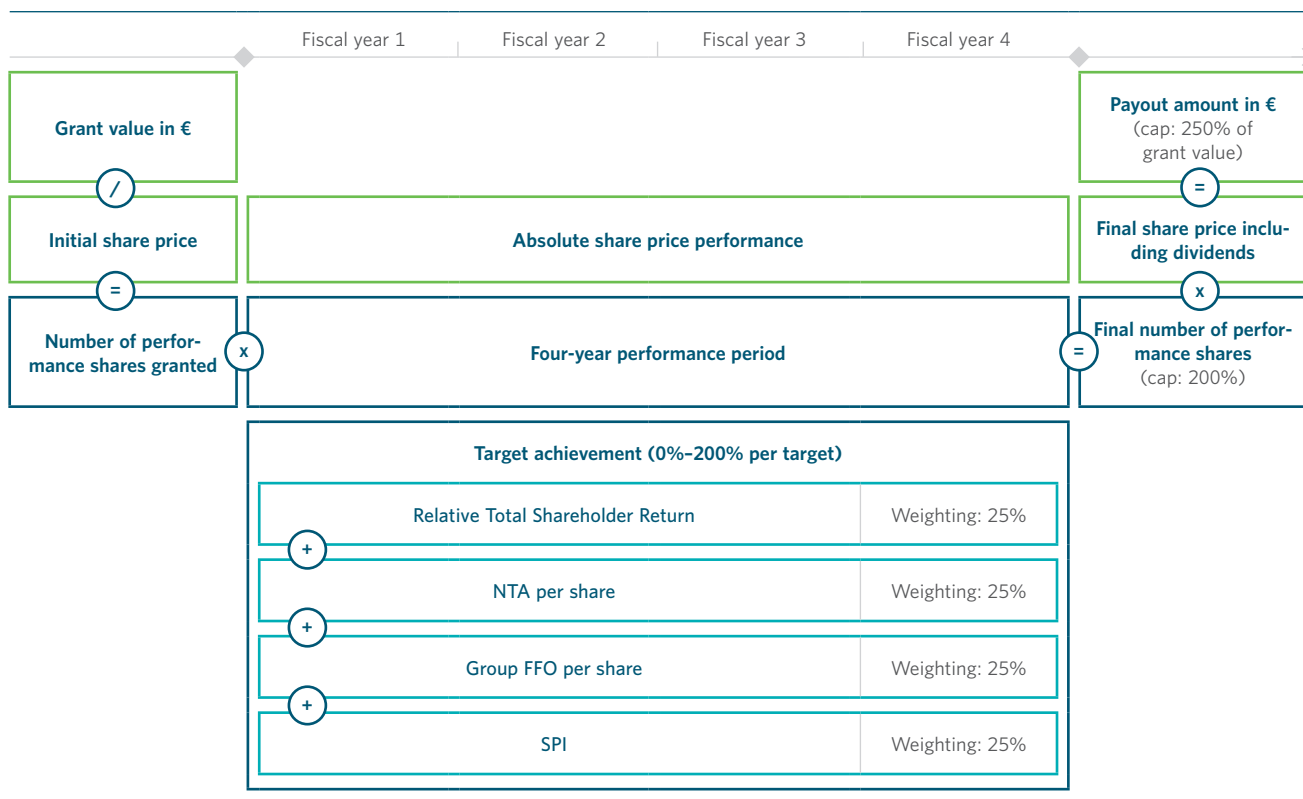 Fiscal year 1
Fiscal year 2
Fiscal year 3
Fiscal year 4
Grant value in €
/
Initial share price
=
Number of perfor-
mance shares granted
x
Absolute share price performance
Four-year performance period
=
Payout amount in €
(cap: 250% of
grant value)
=
Final share price inclu-
ding dividends
x
Final number of perfor-
mance shares
(cap: 200%)
Target achievement (0%–200% per target)
Relative Total Shareholder Return
Weighting: 25%
+
NTA per share
Weighting: 25%
+
Group FFO per share
Weighting: 25%
+
SPI
Weighting: 25%